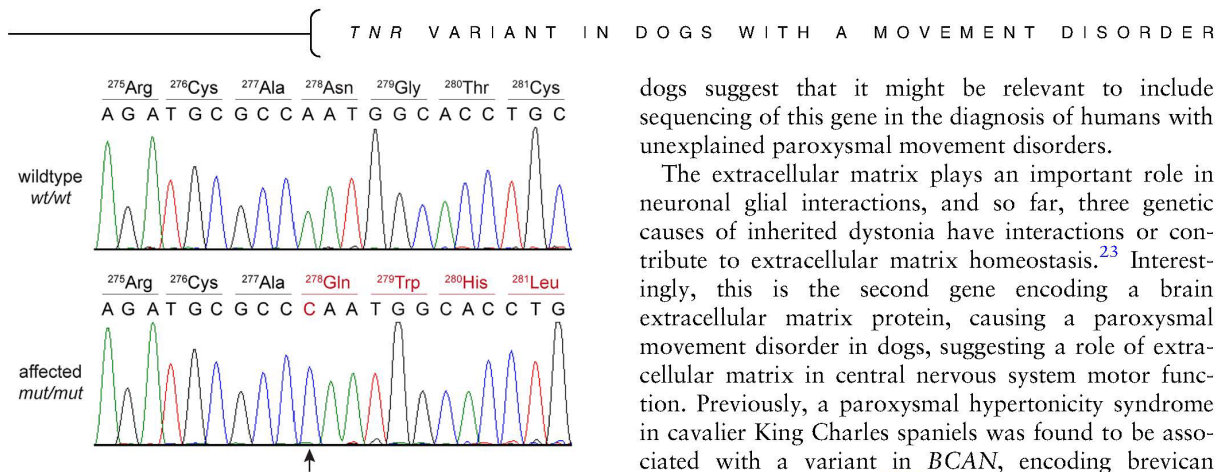 TNR VARIANT IN DOGS WITH A MOVEMENT DISORDER
275Arg 276Cys 277Ala 278Asn 279Gly 280Thr 281Cys
A G A T G C G C C A A T G G C A C C T G C
wildtype
wt/wt
275Arg 276Cys 277Ala 278Gln 279Trp 280His 281Leu
A G A T G C G C C C A A T G G C A C C T G
affected
mut/mut
dogs suggest that it might be relevant to include
sequencing of this gene in the diagnosis of humans with
unexplained paroxysmal movement disorders.
The extracellular matrix plays an important role in
neuronal glial interactions, and so far, three genetic
causes of inherited dystonia have interactions or con-
tribute to extracellular matrix homeostasis.23 Interest-
ingly, this is the second gene encoding a brain
extracellular matrix protein, causing a paroxysmal
movement disorder in dogs, suggesting a role of extra-
cellular matrix in central nervous system motor func-
tion. Previously, a paroxysmal hypertonicity syndrome
in cavalier King Charles spaniels was found to be asso-
ciated with a variant in BCAN, encoding brevican